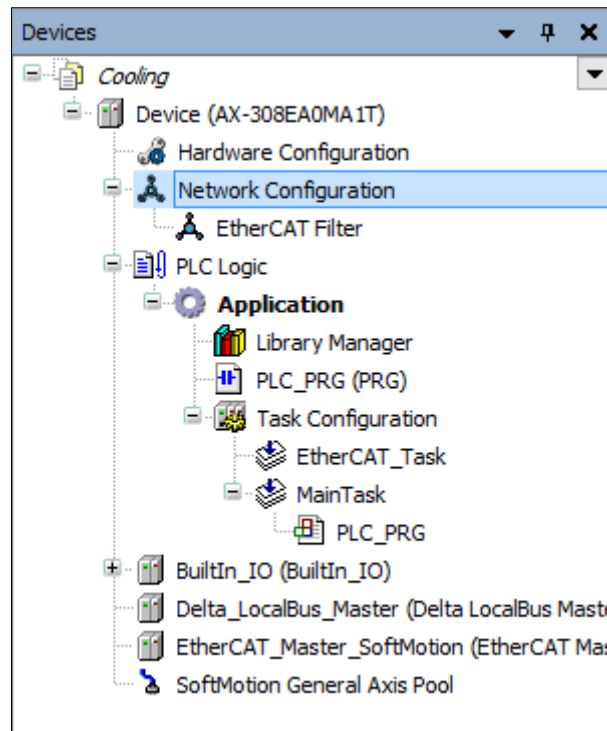 Devices
Cooling
Device (AX-308EA0MA1T)
Hardware Configuration
Network Configuration
EtherCAT Filter
PLC Logic
Application
Library Manager
PLC_PRG (PRG)
Task Configuration
EtherCAT_Task
MainTask
PLC_PRG
BuiltIn_IO (BuiltIn_IO)
Delta_LocalBus_Master (Delta LocalBus Maste
EtherCAT_Master_SoftMotion (EtherCAT Mas
SoftMotion General Axis Pool